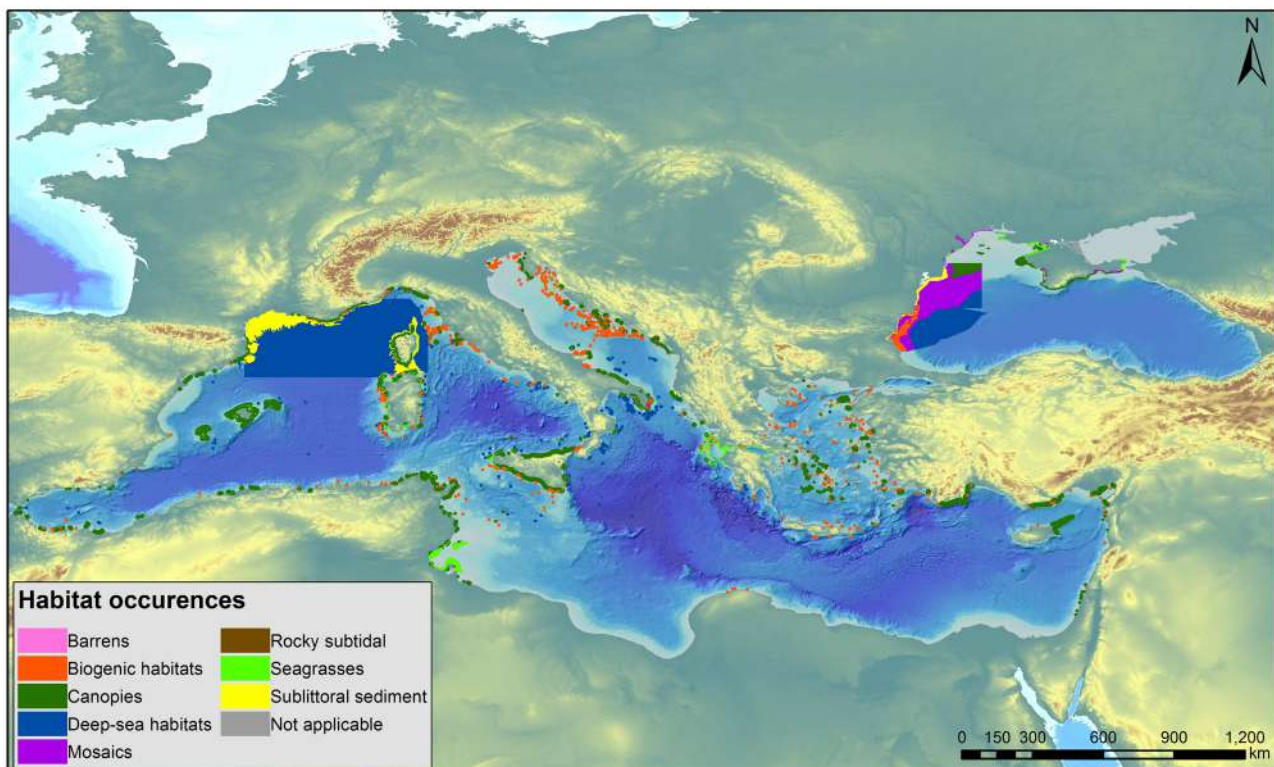 N
Habitat occurences
Barrens
Biogenic habitats
Canopies
Deep-sea habitats
Mosaics
Rocky subtidal
Seagrasses
Sublittoral sediment
Not applicable
0 150 300 600 900 1,200
km